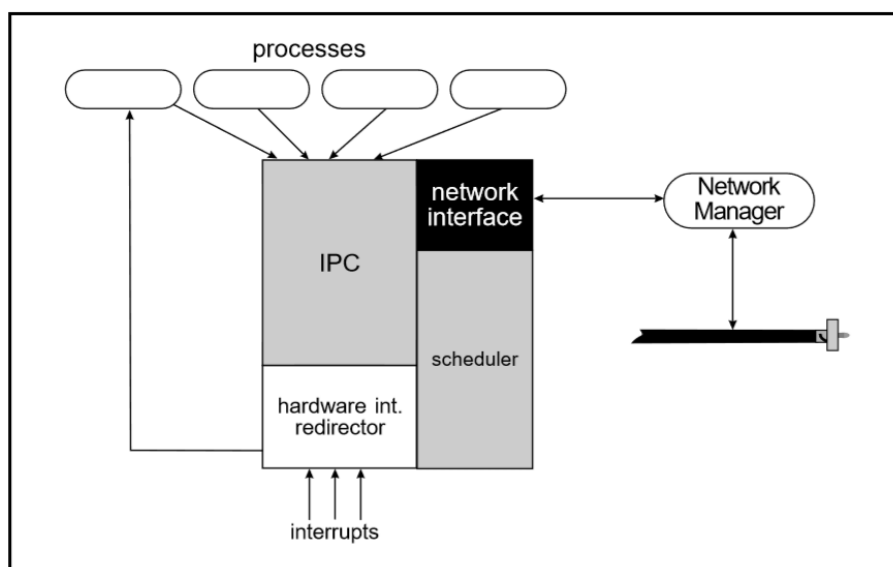 processes
network
interface
Network
Manager
IPC
scheduler
hardware int.
redirector
interrupts